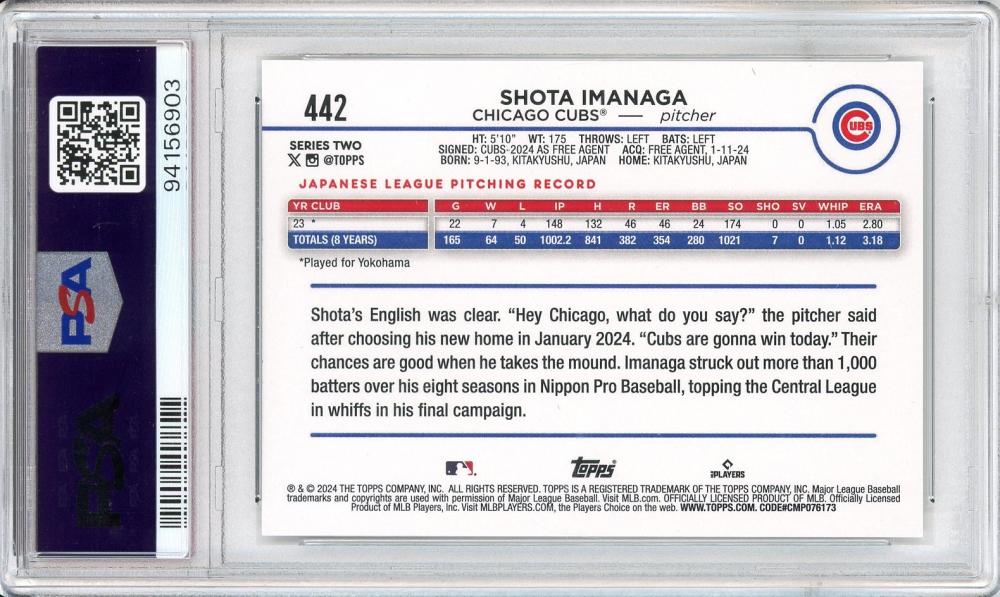 94156903
PSA
PSA
442
SHOTA IMANAGA
CHICAGO CUBS® — pitcher
CUBS
SERIES TWO
@TOPPS
HT: 5'10" WT: 175 THROWS: LEFT BATS: LEFT
SIGNED: CUBS-2024 AS FREE AGENT ACQ: FREE AGENT, 1-11-24
BORN: 9-1-93, KITAKYUSHU, JAPAN HOME: KITAKYUSHU, JAPAN
JAPANESE LEAGUE PITCHING RECORD
YR CLUB G W L IP H R ER BB SO SHO SV WHIP ERA
23 * 22 7 4 148 132 46 46 24 174 0 0 1.05 2.80
TOTALS (8 YEARS) 165 64 50 1002.2 841 382 354 280 1021 7 0 1.12 3.18
*Played for Yokohama
Shota's English was clear. “Hey Chicago, what do you say?” the pitcher said
after choosing his new home in January 2024. “Cubs are gonna win today.” Their
chances are good when he takes the mound. Imanaga struck out more than 1,000
batters over his eight seasons in Nippon Pro Baseball, topping the Central League
in whiffs in his final campaign.
Topps
PLAYERS
® & © 2024 THE TOPPS COMPANY, INC. ALL RIGHTS RESERVED. TOPPS IS A REGISTERED TRADEMARK OF THE TOPPS COMPANY, INC. Major League Baseball
trademarks and copyrights are used with permission of Major League Baseball. Visit MLB.com. OFFICIALLY LICENSED PRODUCT OF MLB. Officially Licensed
Product of MLB Players, Inc. Visit MLBPLAYERS.COM, the Players Choice on the web. WWW.TOPPS.COM. CODE#CMP076173